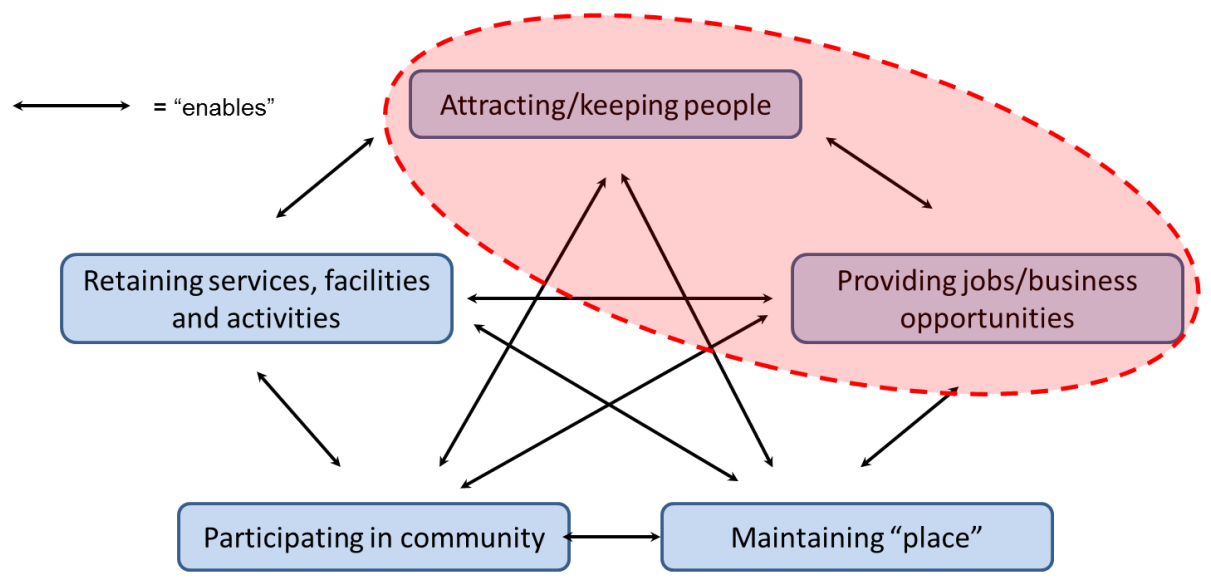 Attracting/keeping people
= “enables”
Retaining services, facilities
and activities
Providing jobs/business
opportunities
Participating in community
Maintaining “place”